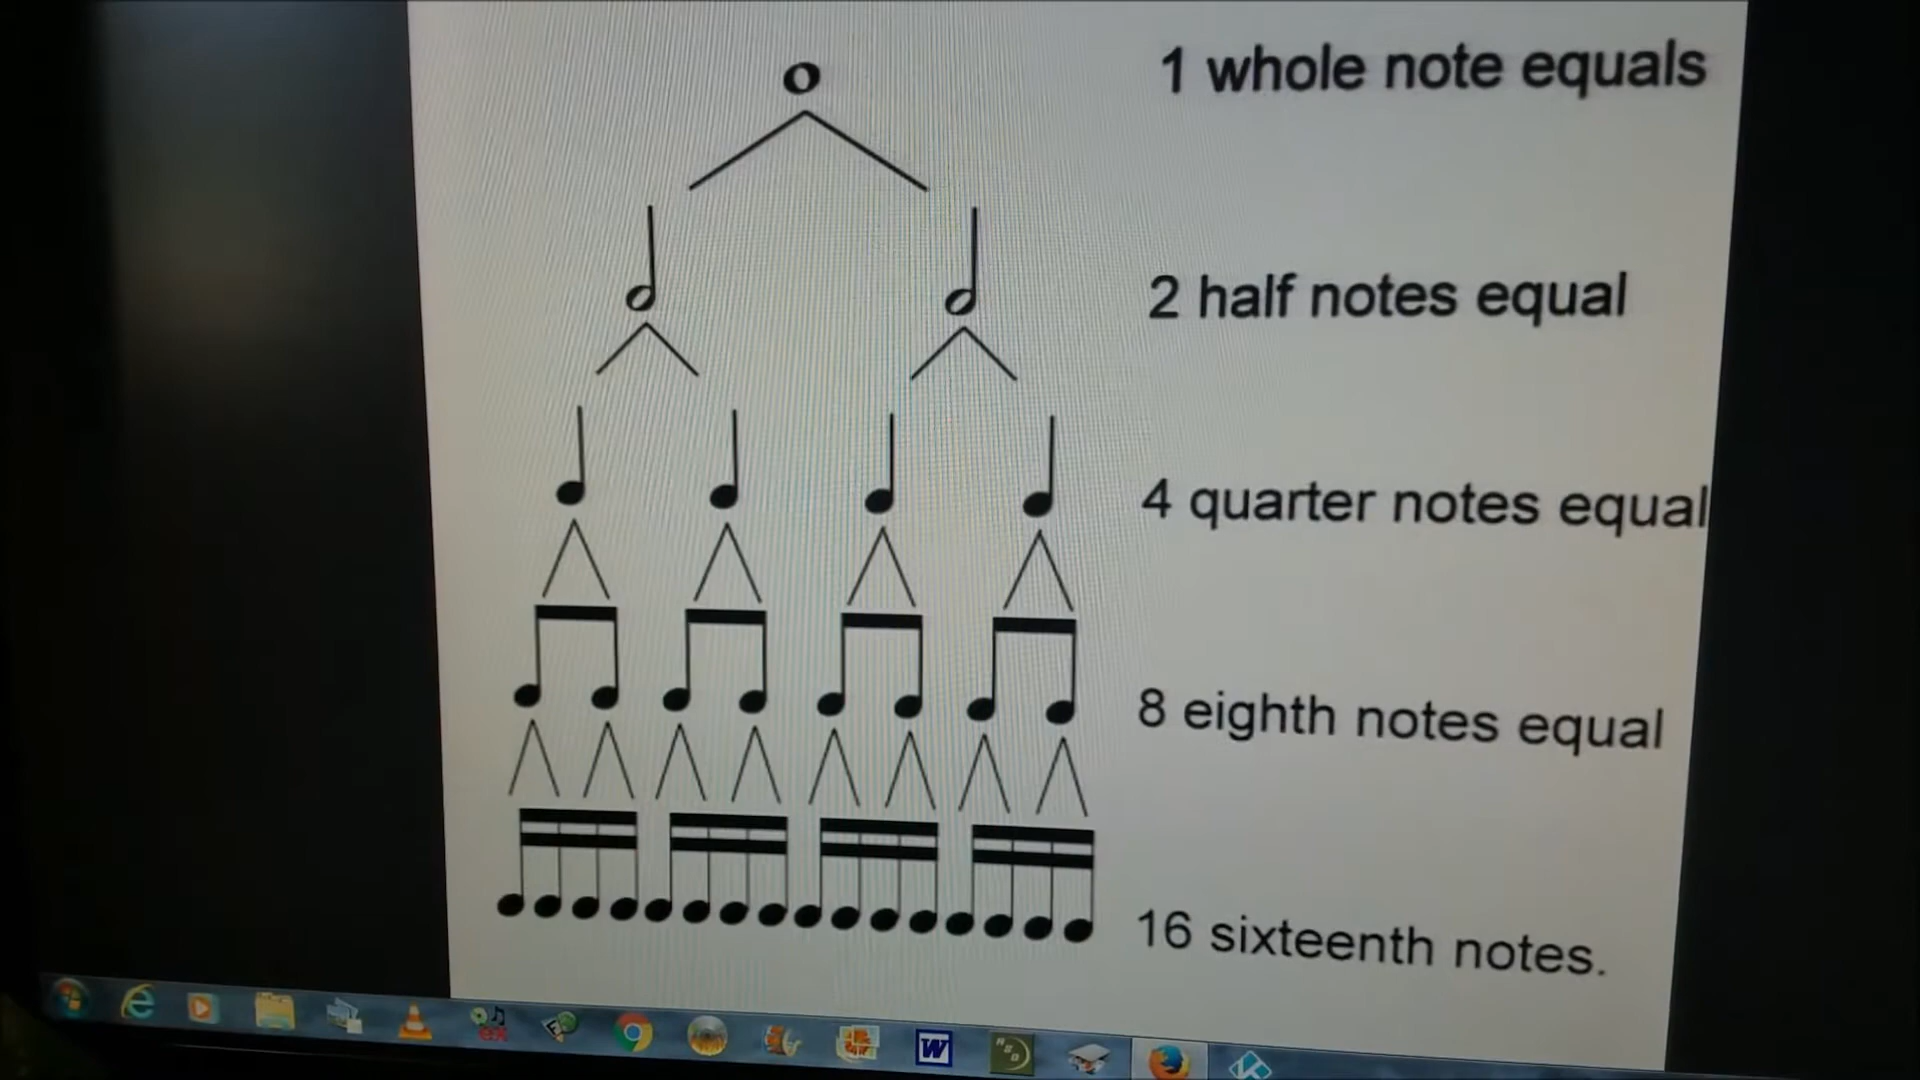 1 whole note equals
2 half notes equal
4 quarter notes equal
8 eighth notes equal
16 sixteenth notes.
W